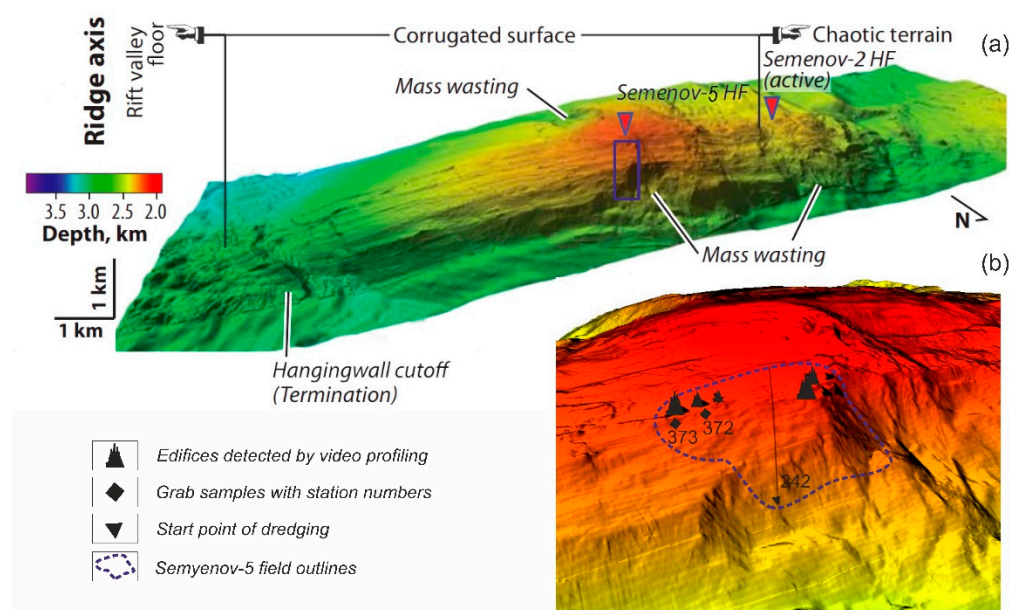 Ridge axis
Rift valley
floor
Corrugated surface
Chaotic terrain
(a)
Semenov-2 HF
(active)
Mass wasting
Semenov-5 HF
3.5 3.0 2.5 2.0
Depth, km
1 km
1 km
N
Mass wasting
(b)
Hangingwall cutoff
(Termination)
373
372
242
Edifices detected by video profiling
Grab samples with station numbers
Start point of dredging
Semyenov-5 field outlines